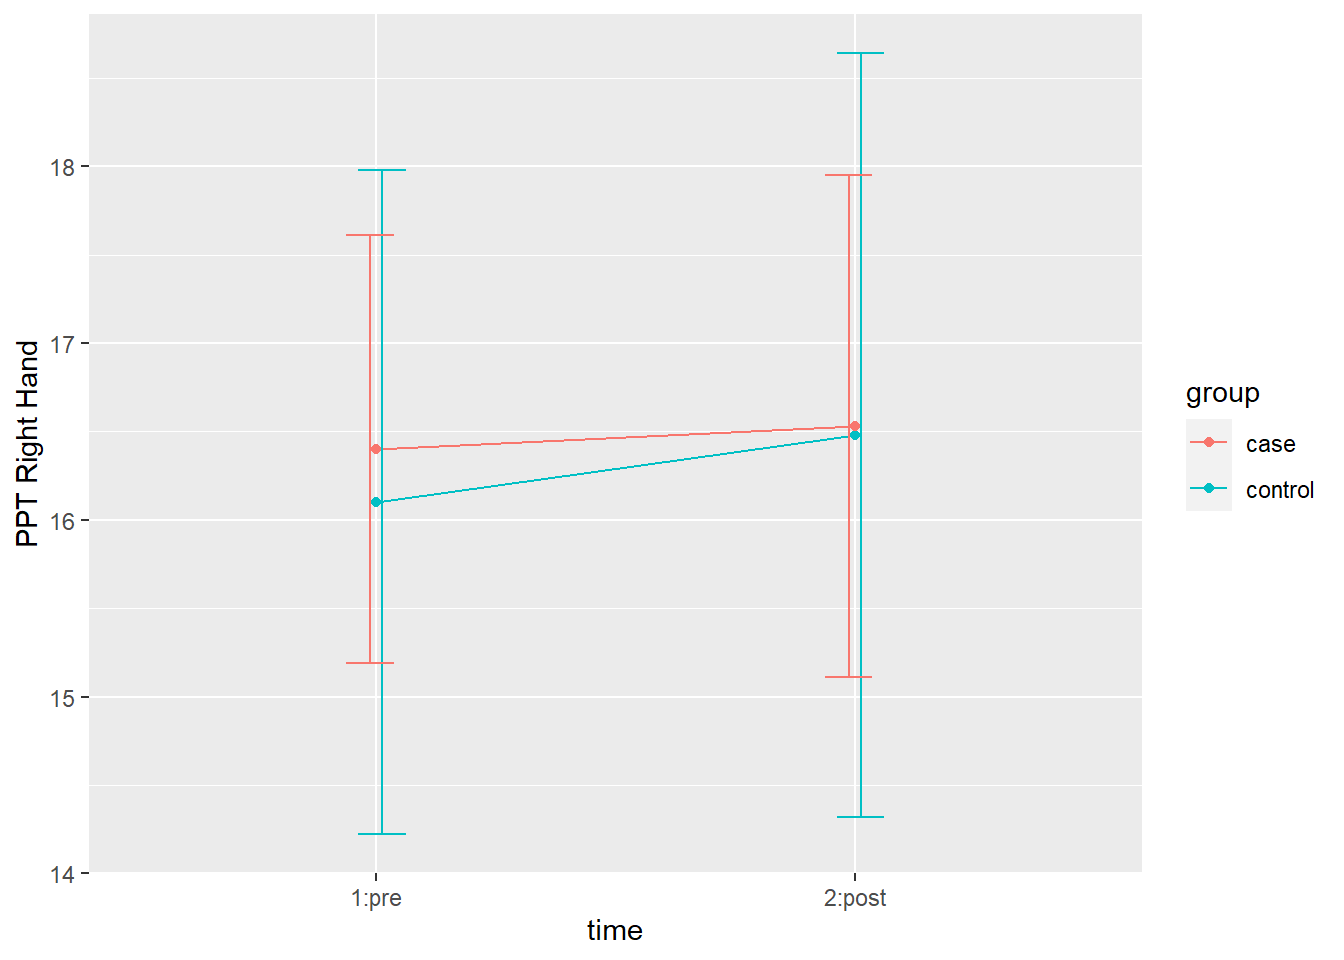 PPT Right Hand
18
17
16
15
14
1:pre
2:post
time
group
case
control